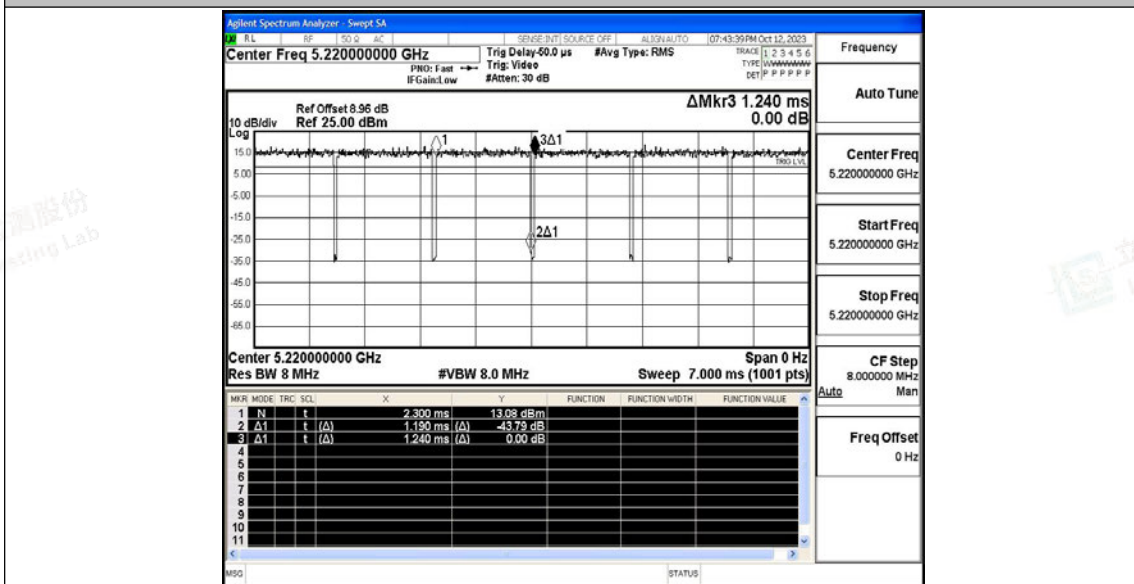 Agilent Spectrum Analyzer - Swept SA
RL RF 50 Ω AC SENSE:INT SOURCE OFF ALIGN AUTO 07:43:39 PM Oct 12, 2023
Center Freq 5.220000000 GHz
Trig Delay-50.0 µs #Avg Type: RMS
TRACE 1 2 3 4 5 6
PNO: Fast
Trig: Video
TYPE
IFGain:Low
#Atten: 30 dB
DET P P P P P P
ΔMkr3 1.240 ms
0.00 dB
Ref Offset 8.96 dB
10 dB/div Ref 25.00 dBm
Log
15.0
5.00
-5.00
-15.0
-25.0
-35.0
-45.0
-55.0
-65.0
1
3Δ1
TRIG LVL
2Δ1
Center 5.220000000 GHz Span 0 Hz
Res BW 8 MHz #VBW 8.0 MHz Sweep 7.000 ms (1001 pts)
MKR MODE TRC SCL X Y FUNCTION FUNCTION WIDTH FUNCTION VALUE
1 N t 2.300 ms 13.08 dBm
2 Δ1 t (Δ) 1.190 ms (Δ) -43.79 dB
3 Δ1 t (Δ) 1.240 ms (Δ) 0.00 dB
4
5
6
7
8
9
10
11
MSG STATUS
Frequency
Auto Tune
Center Freq
5.220000000 GHz
Start Freq
5.220000000 GHz
Stop Freq
5.220000000 GHz
CF Step
8.000000 MHz
Auto Man
Freq Offset
0 Hz